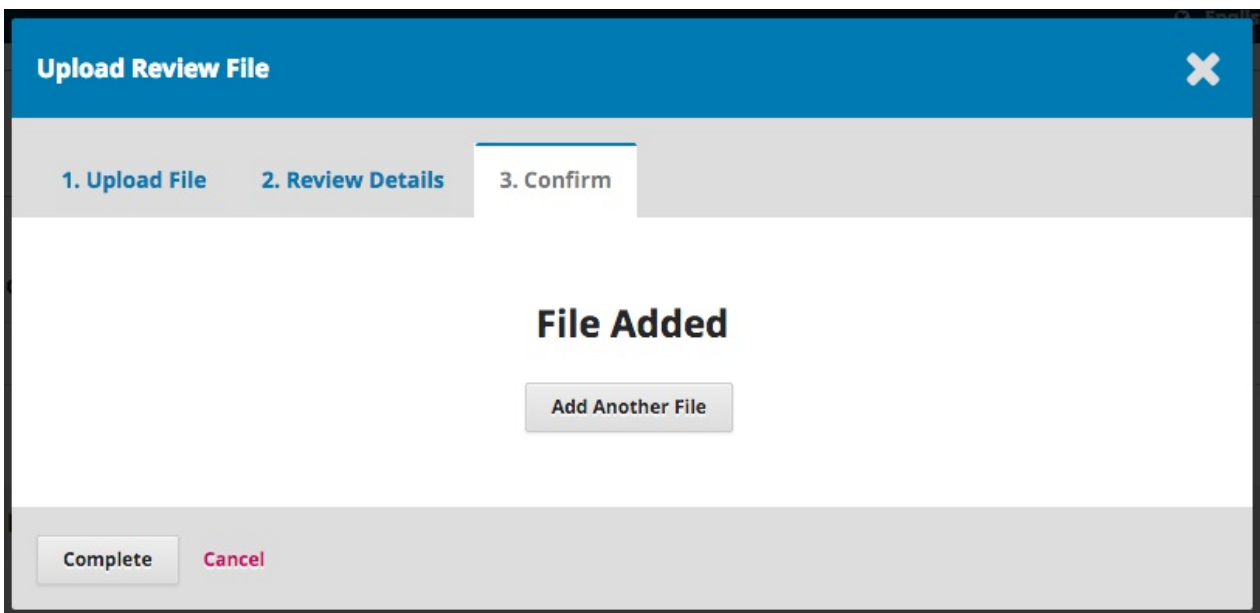 Upload Review File
1. Upload File 2. Review Details 3. Confirm
File Added
Add Another File
Complete Cancel